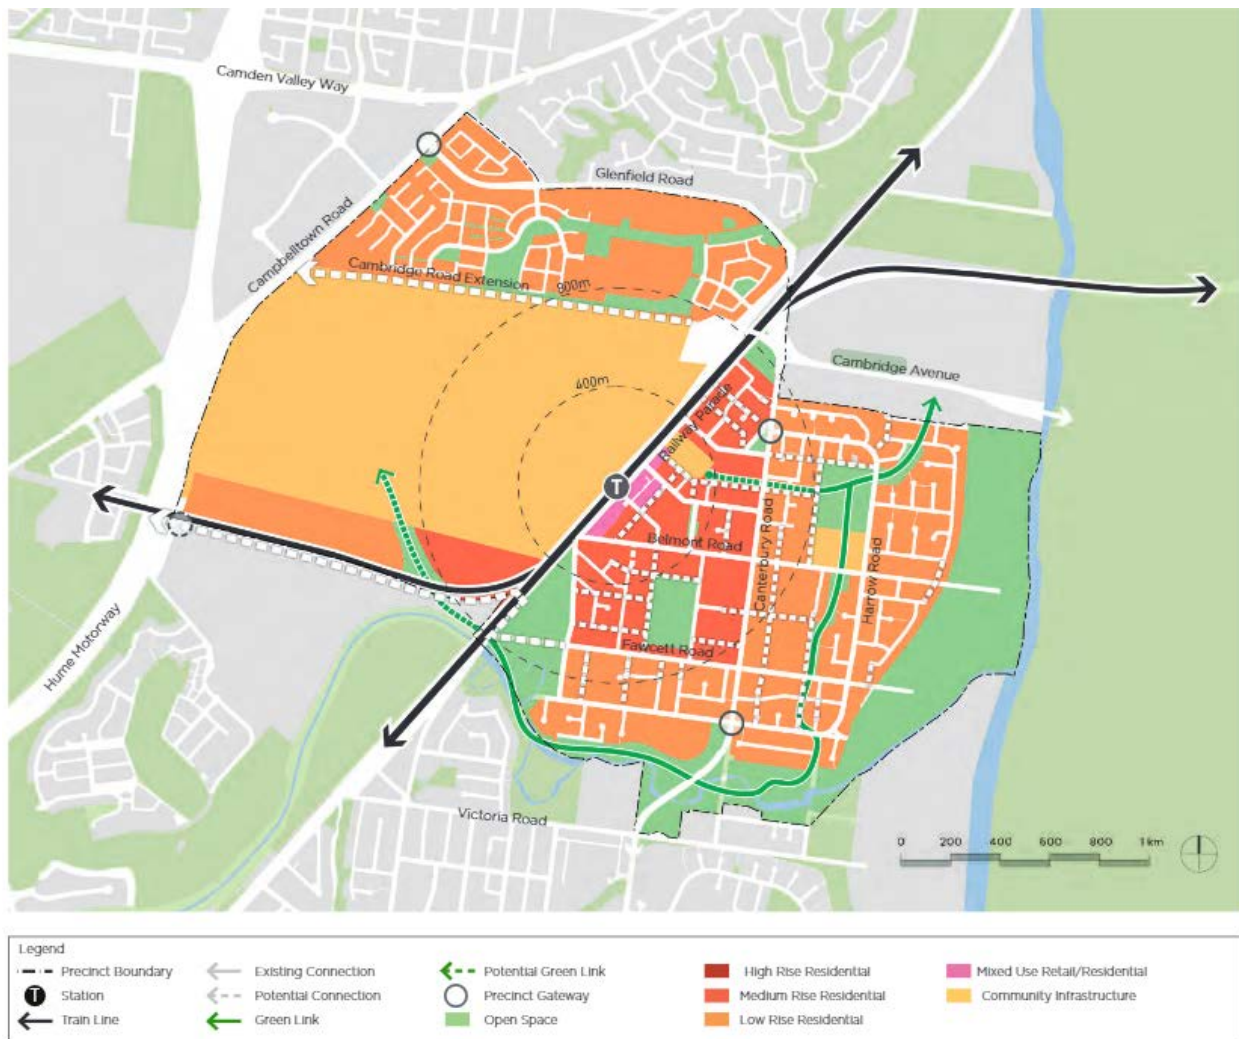 Camden Valley Way
Glenfield Road
Campbelltown Road
Cambridge Road Extension
800m
Cambridge Avenue
400m
Railway Parade
T
Belmont Road
Canterbury Road
Harrow Road
Hume Motorway
Fawcett Road
Victoria Road
0 200 400 600 800 1km
Legend
Precinct Boundary
T Station
Train Line
Existing Connection
Potential Connection
Green Link
Potential Green Link
Precinct Gateway
Open Space
High Rise Residential
Medium Rise Residential
Low Rise Residential
Mixed Use Retail/Residential
Community Infrastructure